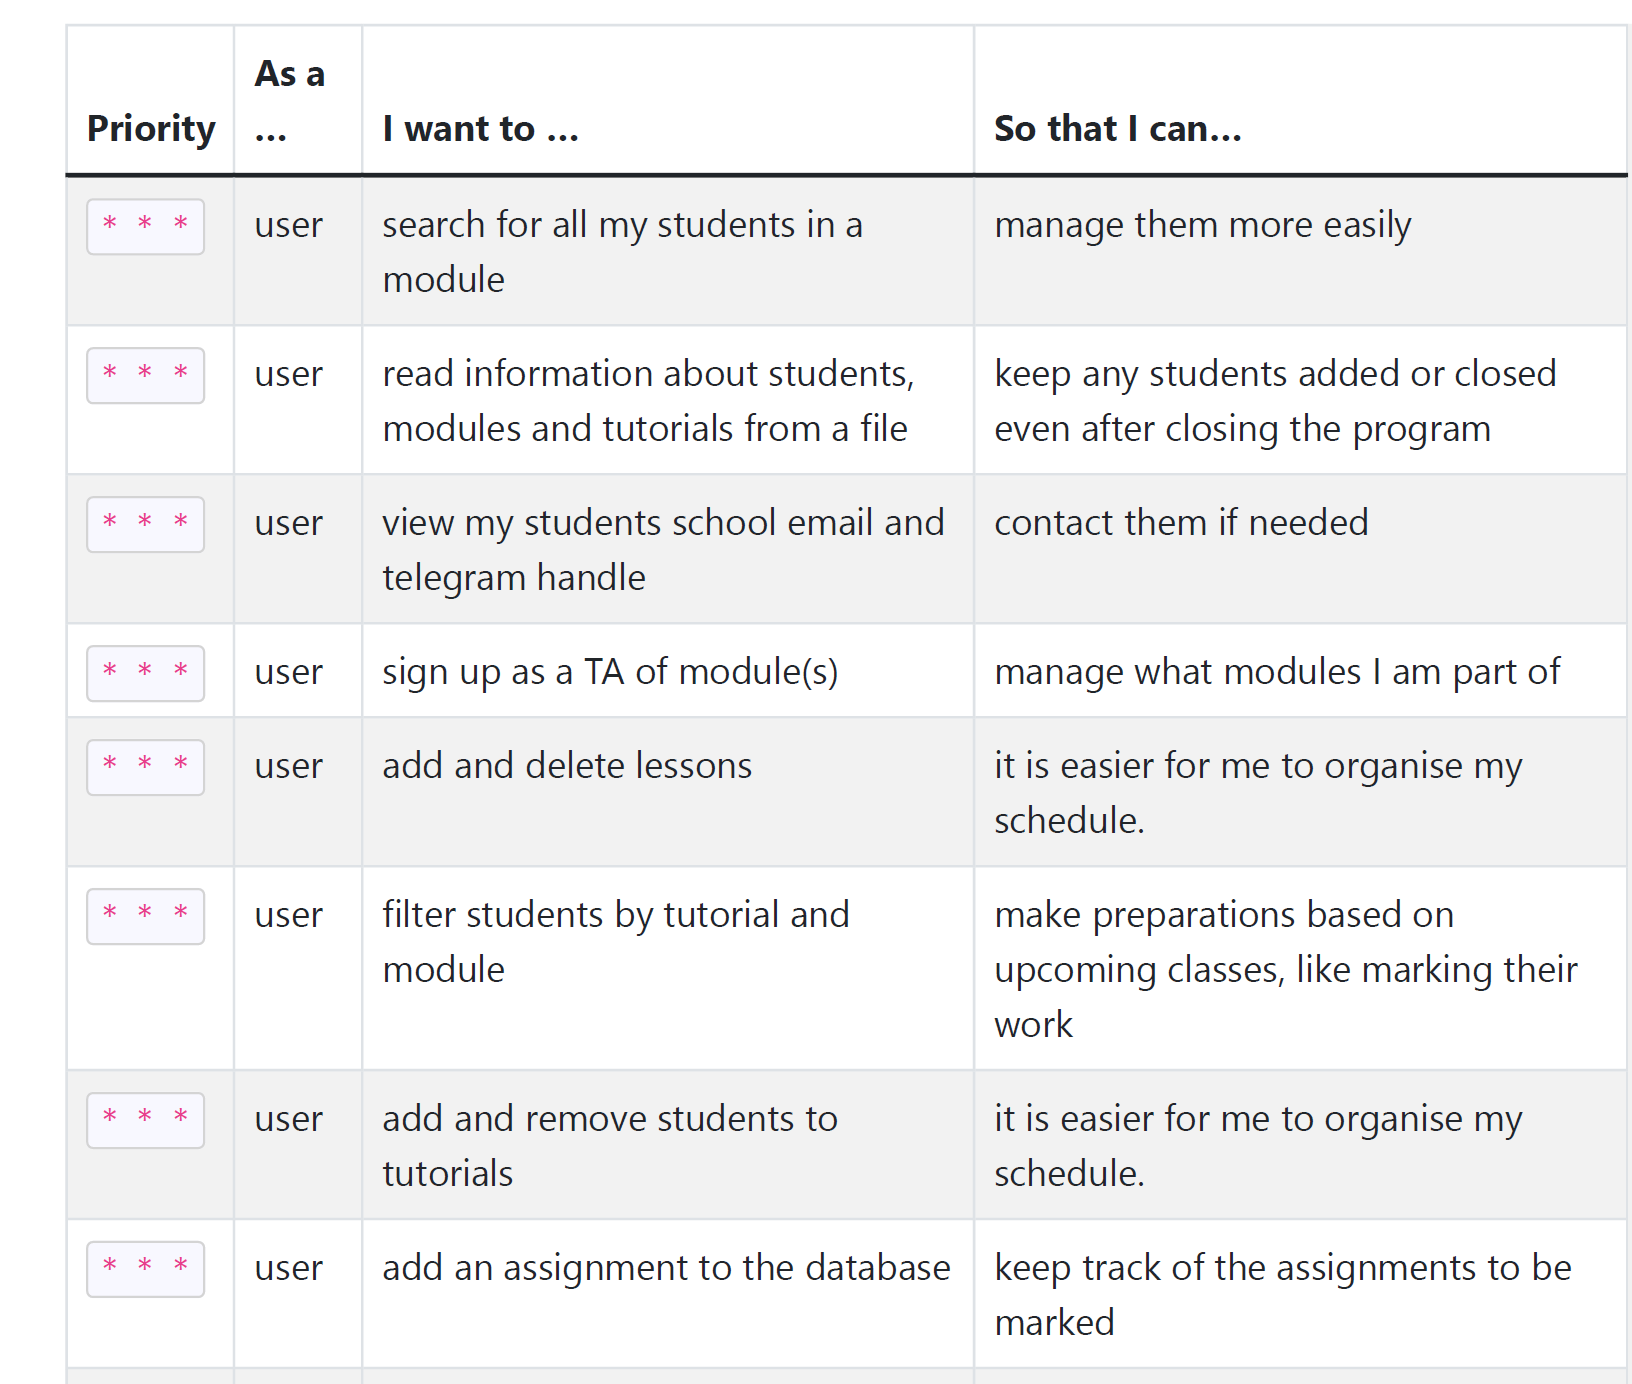 Priority As a … I want to … So that I can…
* * * user search for all my students in a module manage them more easily
* * * user read information about students, modules and tutorials from a file keep any students added or closed even after closing the program
* * * user view my students school email and telegram handle contact them if needed
* * * user sign up as a TA of module(s) manage what modules I am part of
* * * user add and delete lessons it is easier for me to organise my schedule.
* * * user filter students by tutorial and module make preparations based on upcoming classes, like marking their work
* * * user add and remove students to tutorials it is easier for me to organise my schedule.
* * * user add an assignment to the database keep track of the assignments to be marked